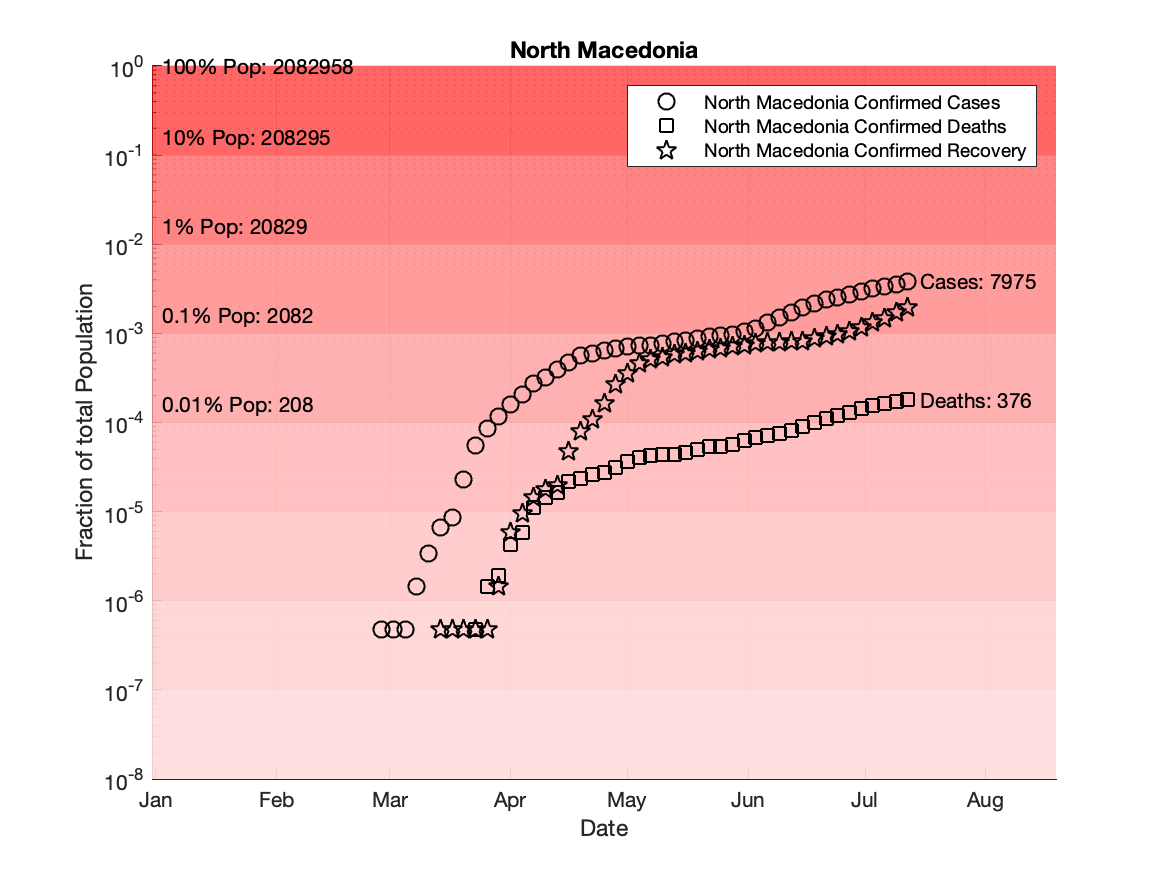 North Macedonia
10^0
100% Pop: 2082958
North Macedonia Confirmed Cases
North Macedonia Confirmed Deaths
North Macedonia Confirmed Recovery
10% Pop: 208295
10^-1
1% Pop: 20829
10^-2
Cases: 7975
0.1% Pop: 2082
10^-3
0.01% Pop: 208
Deaths: 376
10^-4
10^-5
10^-6
10^-7
10^-8
Fraction of total Population
Jan Feb Mar Apr May Jun Jul Aug
Date